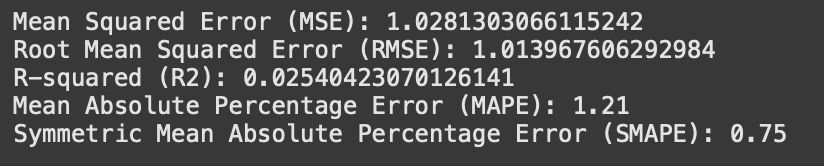 Mean Squared Error (MSE): 1.0281303066115242
Root Mean Squared Error (RMSE): 1.013967606292984
R-squared (R2): 0.02540423070126141
Mean Absolute Percentage Error (MAPE): 1.21
Symmetric Mean Absolute Percentage Error (SMAPE): 0.75